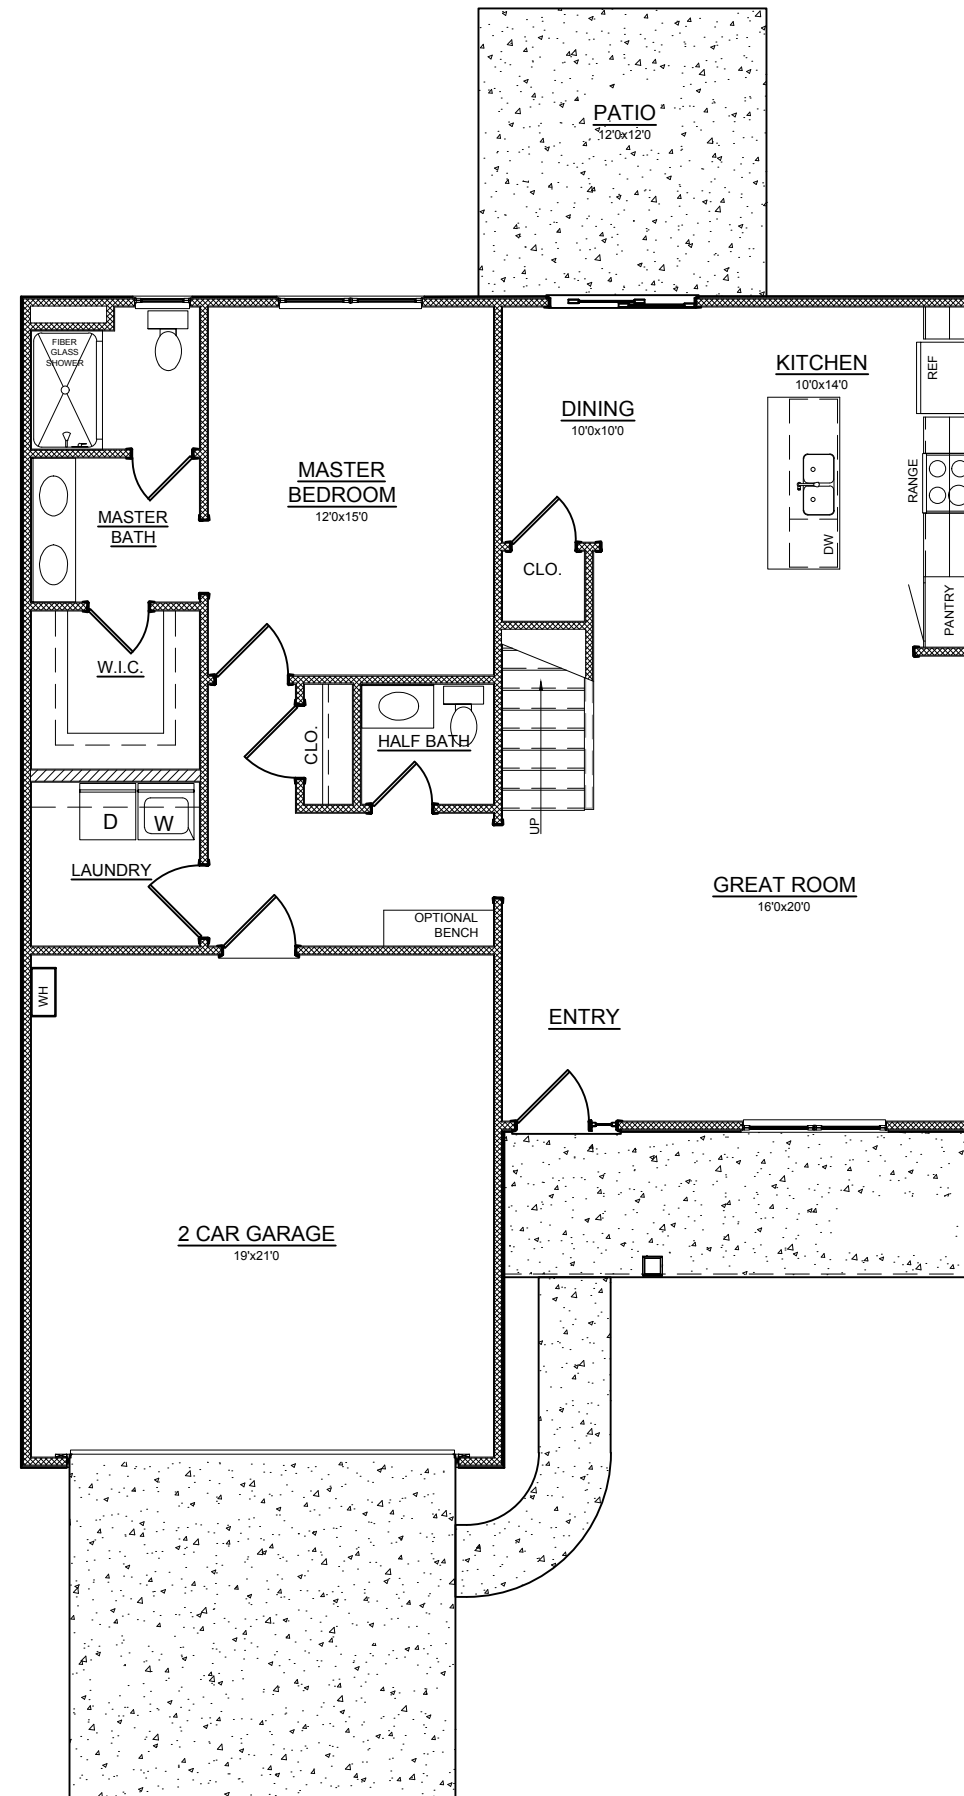 PATIO
12'0x12'0
FIBER
GLASS
SHOWER
KITCHEN
10'0x14'0
REF
DINING
10'0x10'0
MASTER
BEDROOM
12'0x15'0
RANGE
MASTER
BATH
DW
CLO.
PANTRY
W.I.C.
CLO.
HALF BATH
UP
D
W
LAUNDRY
GREAT ROOM
16'0x20'0
OPTIONAL
BENCH
WH
ENTRY
2 CAR GARAGE
19'x21'0